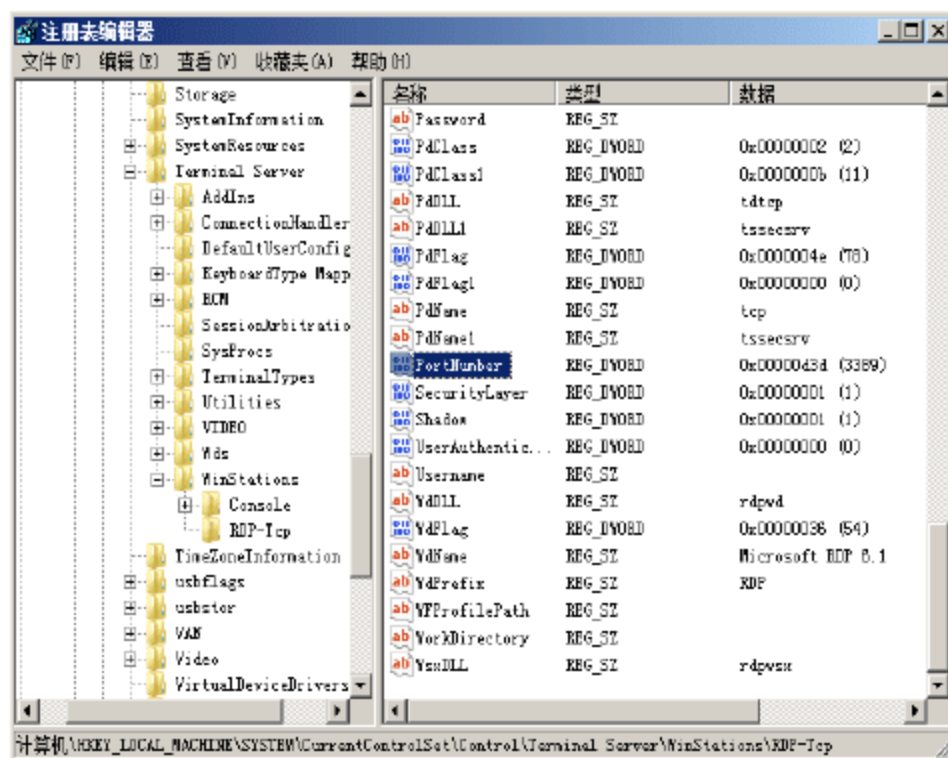 注册表编辑器
文件(F) 编辑(E) 查看(V) 收藏夹(A) 帮助(H)
Storage
SystemInformation
SystemResources
Terminal Server
AddIns
ConnectionHandler
DefaultUserConfig
KeyboardType Mapp
RCM
SessionArbitratio
SysProcs
TerminalTypes
Utilities
VIDEO
Wds
WinStations
Console
RDP-Tcp
TimeZoneInformation
usbflags
usbstor
VAN
Video
VirtualDeviceDrivers
名称 类型 数据
Password REG_SZ
PdClass REG_DWORD 0x00000002 (2)
PdClass1 REG_DWORD 0x0000000b (11)
PdDLL REG_SZ tdtcp
PdDLL1 REG_SZ tssecsrv
PdFlag REG_DWORD 0x0000004e (78)
PdFlag1 REG_DWORD 0x00000000 (0)
PdName REG_SZ tcp
PdName1 REG_SZ tssecsrv
PortNumber REG_DWORD 0x00000d3d (3389)
SecurityLayer REG_DWORD 0x00000001 (1)
Shadow REG_DWORD 0x00000001 (1)
UserAuthentic... REG_DWORD 0x00000000 (0)
Username REG_SZ
WdDLL REG_SZ rdpwd
WdFlag REG_DWORD 0x00000036 (54)
WdName REG_SZ Microsoft RDP 6.1
WdPrefix REG_SZ RDP
WFProfilePath REG_SZ
WorkDirectory REG_SZ
WsxDLL REG_SZ rdpwsx
计算机\HKEY_LOCAL_MACHINE\SYSTEM\CurrentControlSet\Control\Terminal Server\WinStations\RDP-Tcp